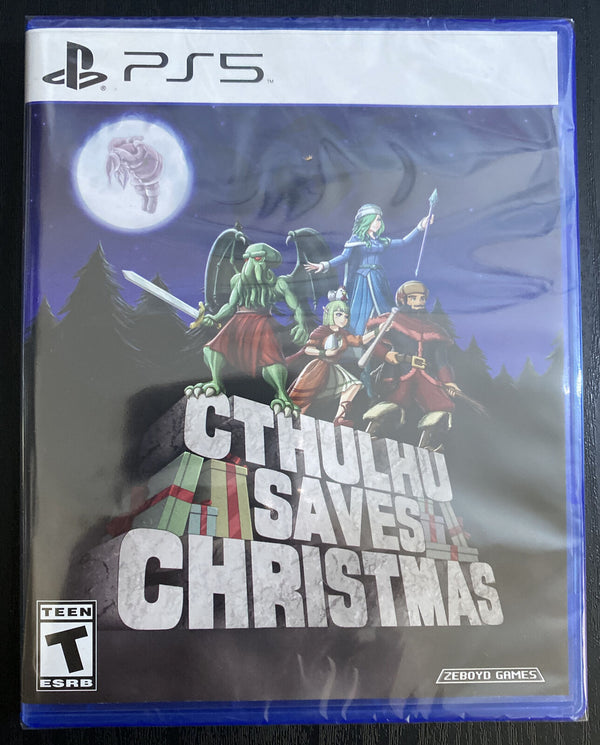 PS5
CTHULHU
SAVES
CHRISTMAS
TEEN
T
ESRB
ZEBOYD GAMES